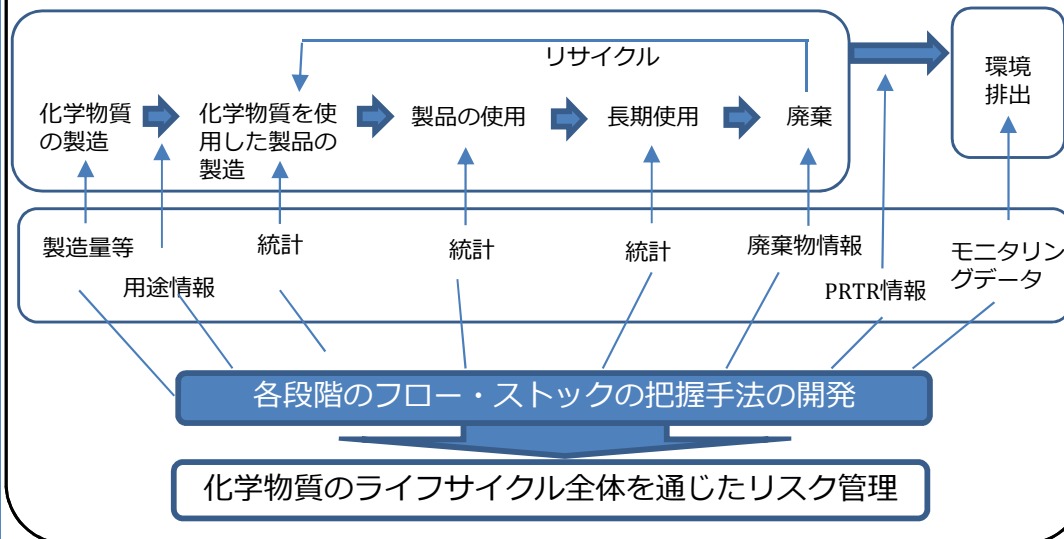 リサイクル
環境
排出
化学物質
の製造
化学物質を使
用した製品の
製造
製品の使用
長期使用
廃棄
製造量等
用途情報
統計
統計
統計
廃棄物情報
PRTR情報
モニタリン
グデータ
各段階のフロー・ストックの把握手法の開発
化学物質のライフサイクル全体を通じたリスク管理